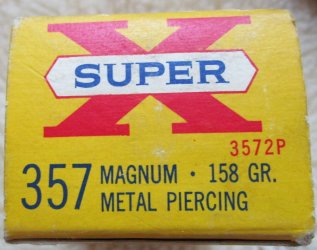 X
SUPER
3572P
357 MAGNUM · 158 GR.
METAL PIERCING